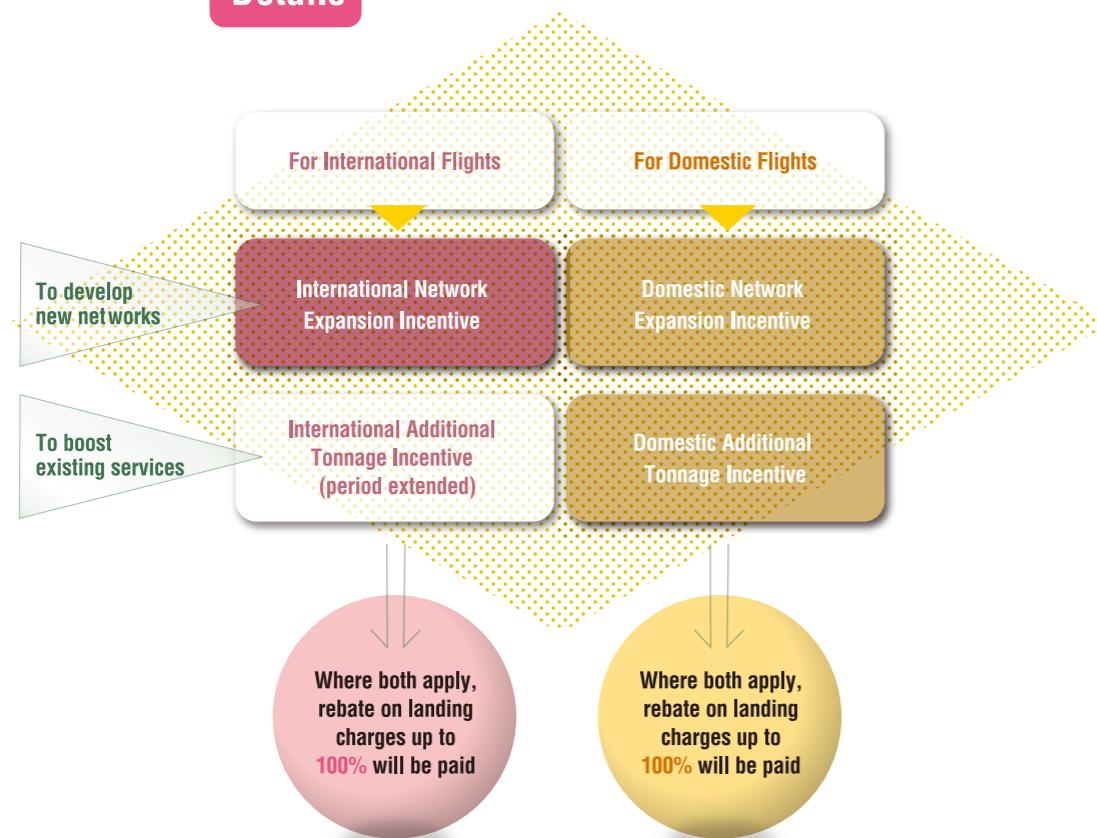 Details
For International Flights
For Domestic Flights
To develop
new networks
International Network
Expansion Incentive
Domestic Network
Expansion Incentive
To boost
existing services
International Additional
Tonnage Incentive
(period extended)
Domestic Additional
Tonnage Incentive
Where both apply,
rebate on landing
charges up to
100% will be paid
Where both apply,
rebate on landing
charges up to
100% will be paid